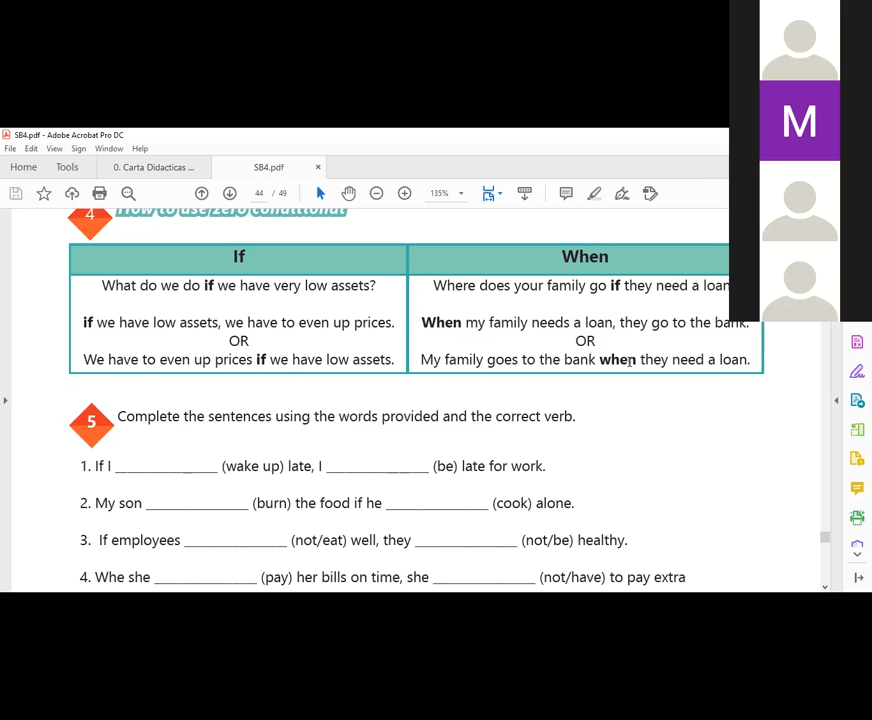 SB4.pdf - Adobe Acrobat Pro DC
File Edit View Sign Window Help
Home Tools 0. Carta Didacticas ... SB4.pdf ×
44 / 49 135%
4 How to use zero conditional
If When
What do we do if we have very low assets?
if we have low assets, we have to even up prices.
OR
We have to even up prices if we have low assets.
Where does your family go if they need a loan
When my family needs a loan, they go to the bank.
OR
My family goes to the bank when they need a loan.
5 Complete the sentences using the words provided and the correct verb.
1. If I ______________ (wake up) late, I ______________ (be) late for work.
2. My son ______________ (burn) the food if he ______________ (cook) alone.
3. If employees ______________ (not/eat) well, they ______________ (not/be) healthy.
4. Whe she ______________ (pay) her bills on time, she ______________ (not/have) to pay extra
M